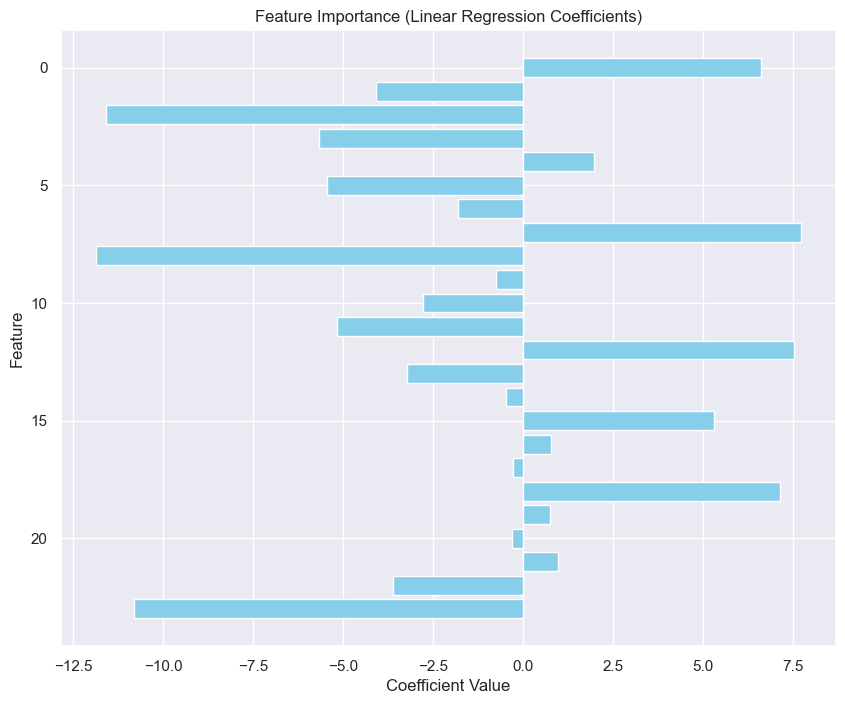 Feature Importance (Linear Regression Coefficients)
0
5
10
15
20
Feature
−12.5 −10.0 −7.5 −5.0 −2.5 0.0 2.5 5.0 7.5
Coefficient Value